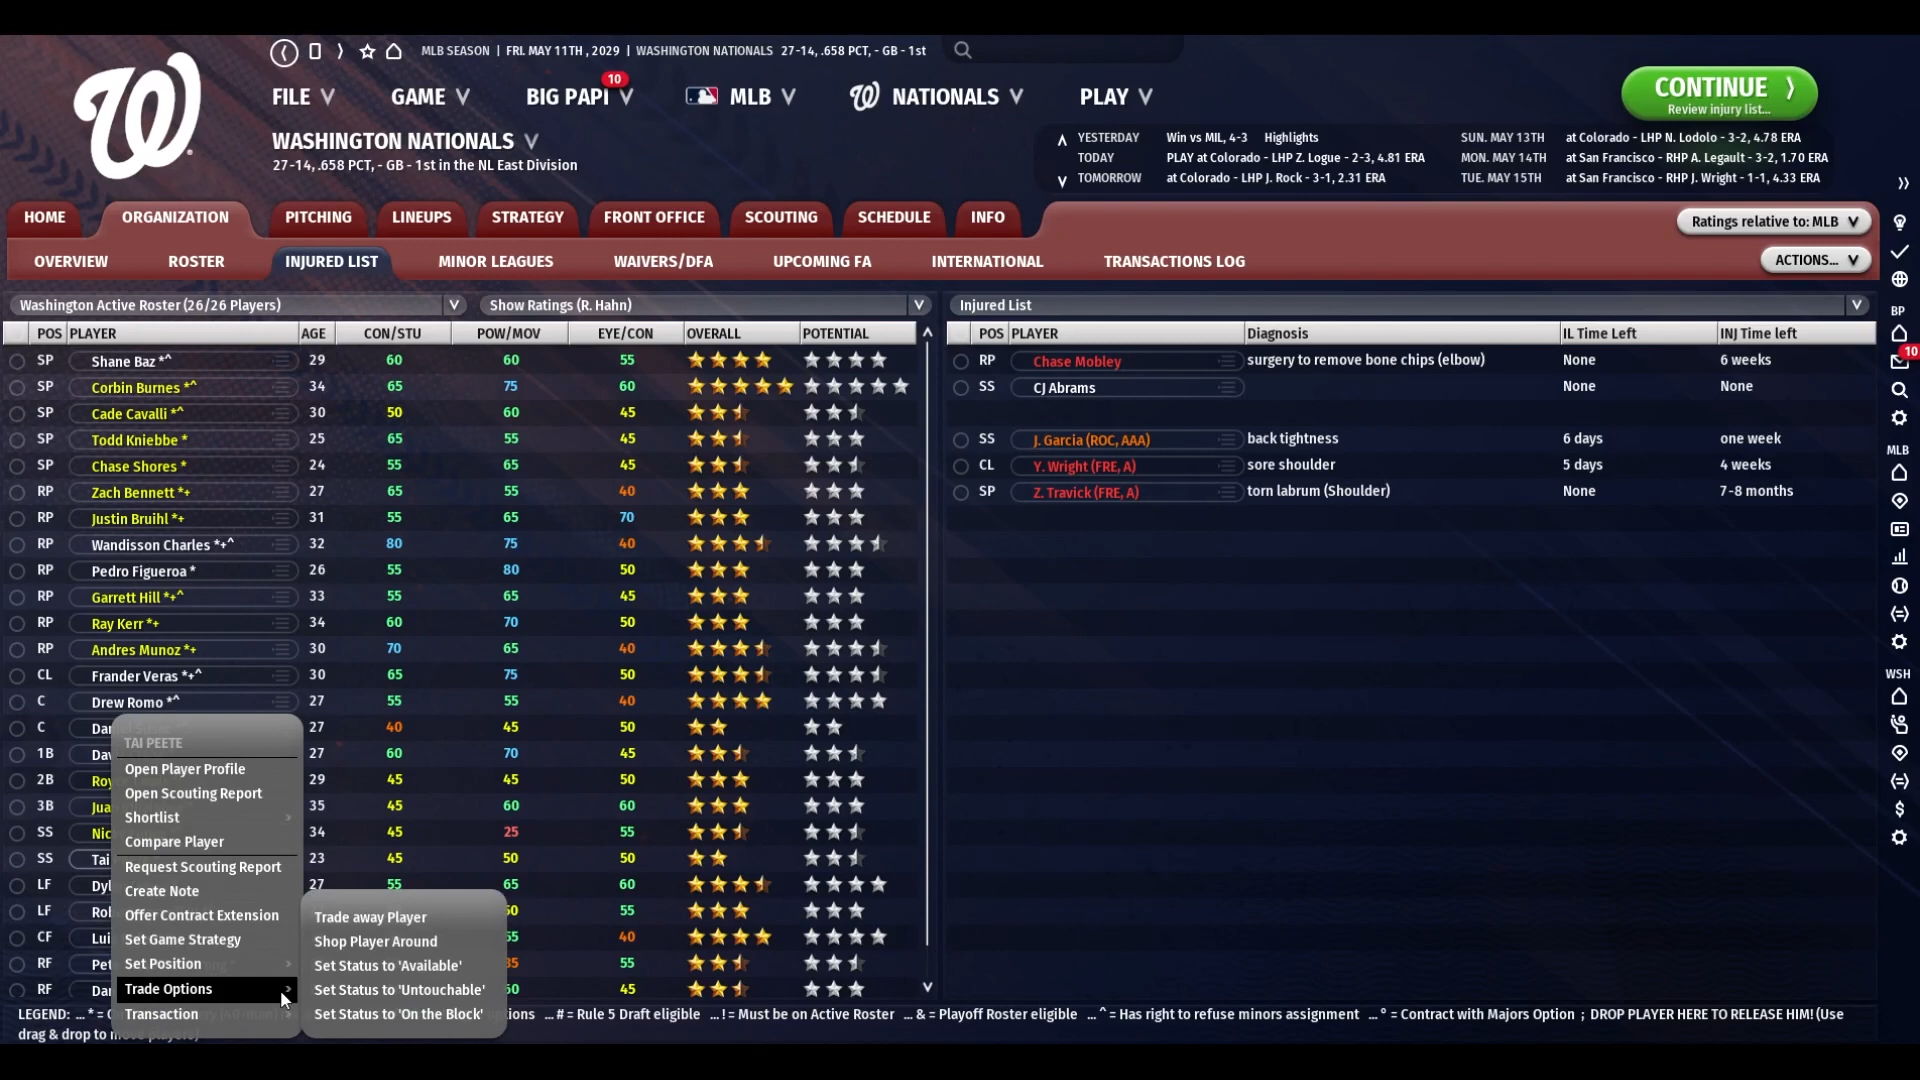 MLB SEASON | FRI. MAY 11TH , 2029 | WASHINGTON NATIONALS 27-14, .658 PCT, - GB - 1st
FILE GAME BIG PAPI 10 MLB NATIONALS PLAY
CONTINUE
Review injury list...
WASHINGTON NATIONALS
27-14, .658 PCT, - GB - 1st in the NL East Division
YESTERDAY Win vs MIL, 4-3 Highlights SUN. MAY 13TH at Colorado - LHP N. Lodolo - 3-2, 4.78 ERA
TODAY PLAY at Colorado - LHP Z. Logue - 2-3, 4.81 ERA MON. MAY 14TH at San Francisco - RHP A. Legault - 3-2, 1.70 ERA
TOMORROW at Colorado - LHP J. Rock - 3-1, 2.31 ERA TUE. MAY 15TH at San Francisco - RHP J. Wright - 1-1, 4.33 ERA
HOME ORGANIZATION PITCHING LINEUPS STRATEGY FRONT OFFICE SCOUTING SCHEDULE INFO Ratings relative to: MLB
OVERVIEW ROSTER INJURED LIST MINOR LEAGUES WAIVERS/DFA UPCOMING FA INTERNATIONAL TRANSACTIONS LOG ACTIONS...
Washington Active Roster (26/26 Players) Show Ratings (R. Hahn) Injured List
POS PLAYER AGE CON/STU POW/MOV EYE/CON OVERALL POTENTIAL
SP Shane Baz *^ 29 60 60 55
SP Corbin Burnes *^ 34 65 75 60
SP Cade Cavalli *^ 30 50 60 45
SP Todd Kniebbe * 25 65 55 45
SP Chase Shores * 24 55 65 45
RP Zach Bennett *+ 27 65 55 40
RP Justin Bruihl *+ 31 55 65 70
RP Wandisson Charles *+^ 32 80 75 40
RP Pedro Figueroa * 26 55 80 50
RP Garrett Hill *+^ 33 55 65 45
RP Ray Kerr *+ 34 60 70 50
RP Andres Munoz *+ 30 70 65 40
CL Frander Veras *+^ 30 65 75 50
C Drew Romo *^ 27 55 55 40
C 27 40 45 50
1B Dav 27 60 70 45
2B Roy 29 45 45 50
3B Jua 35 45 60 60
SS Nic 34 45 25 55
SS Tai 23 45 50 50
LF Dyl 27 55 65 60
LF 55
CF Lui 40
RF Pet 55
RF 45
TAI PEETE
Open Player Profile
Open Scouting Report
Shortlist
Compare Player
Request Scouting Report
Create Note
Offer Contract Extension
Set Game Strategy
Set Position
Trade Options
Transaction
Trade away Player
Shop Player Around
Set Status to 'Available'
Set Status to 'Untouchable'
Set Status to 'On the Block'
POS PLAYER Diagnosis IL Time Left INJ Time left
RP Chase Mobley surgery to remove bone chips (elbow) None 6 weeks
SS CJ Abrams None None
SS J. Garcia (ROC, AAA) back tightness 6 days one week
CL Y. Wright (FRE, A) sore shoulder 5 days 4 weeks
SP Z. Travick (FRE, A) torn labrum (Shoulder) None 7-8 months
BP
10
MLB
WSH
LEGEND: ... * = options ... # = Rule 5 Draft eligible ... ! = Must be on Active Roster ... & = Playoff Roster eligible ... ^ = Has right to refuse minors assignment ... ° = Contract with Majors Option ; DROP PLAYER HERE TO RELEASE HIM! (Use
drag & drop to move players)